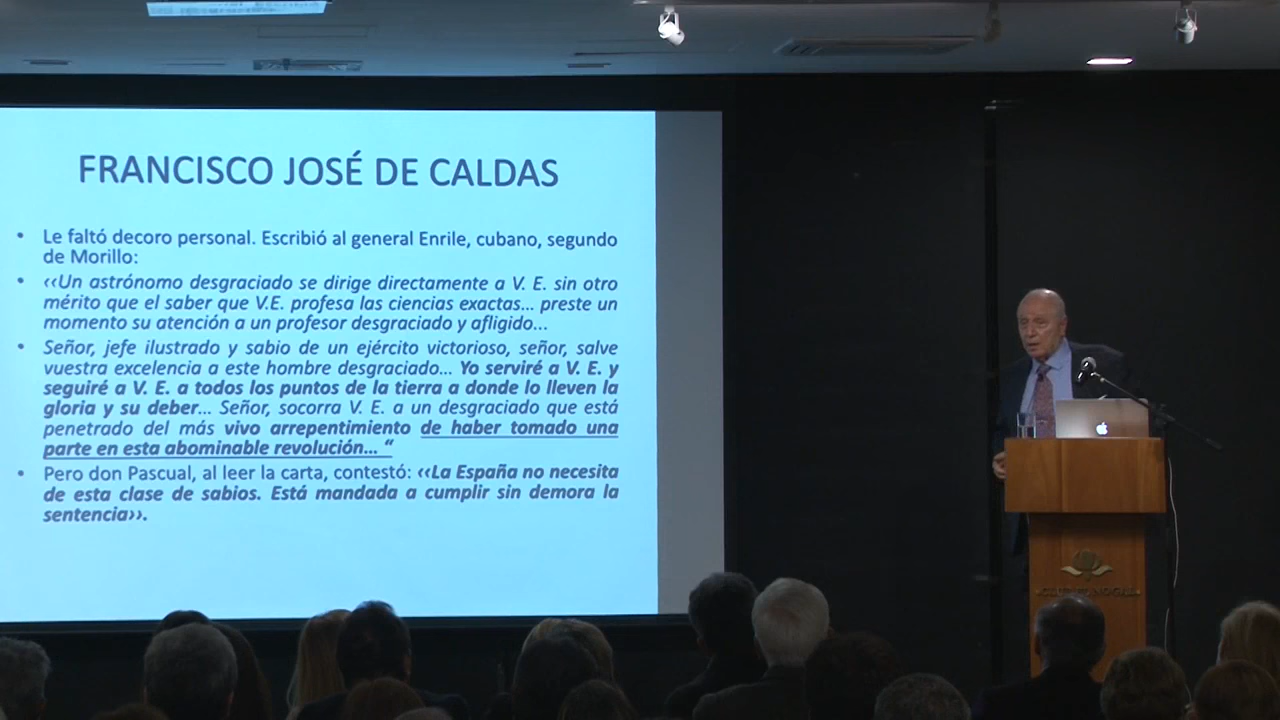 FRANCISCO JOSÉ DE CALDAS
• Le faltó decoro personal. Escribió al general Enrile, cubano, segundo
de Morillo:
• ‹‹Un astrónomo desgraciado se dirige directamente a V. E. sin otro
mérito que el saber que V.E. profesa las ciencias exactas... preste un
momento su atención a un profesor desgraciado y afligido...
• Señor, jefe ilustrado y sabio de un ejército victorioso, señor, salve
vuestra excelencia a este hombre desgraciado... Yo serviré a V. E. y
seguiré a V. E. a todos los puntos de la tierra a donde lo lleven la
gloria y su deber... Señor, socorra V. E. a un desgraciado que está
penetrado del más vivo arrepentimiento de haber tomado una
parte en esta abominable revolución... “
• Pero don Pascual, al leer la carta, contestó: ‹‹La España no necesita
de esta clase de sabios. Está mandada a cumplir sin demora la
sentencia››.